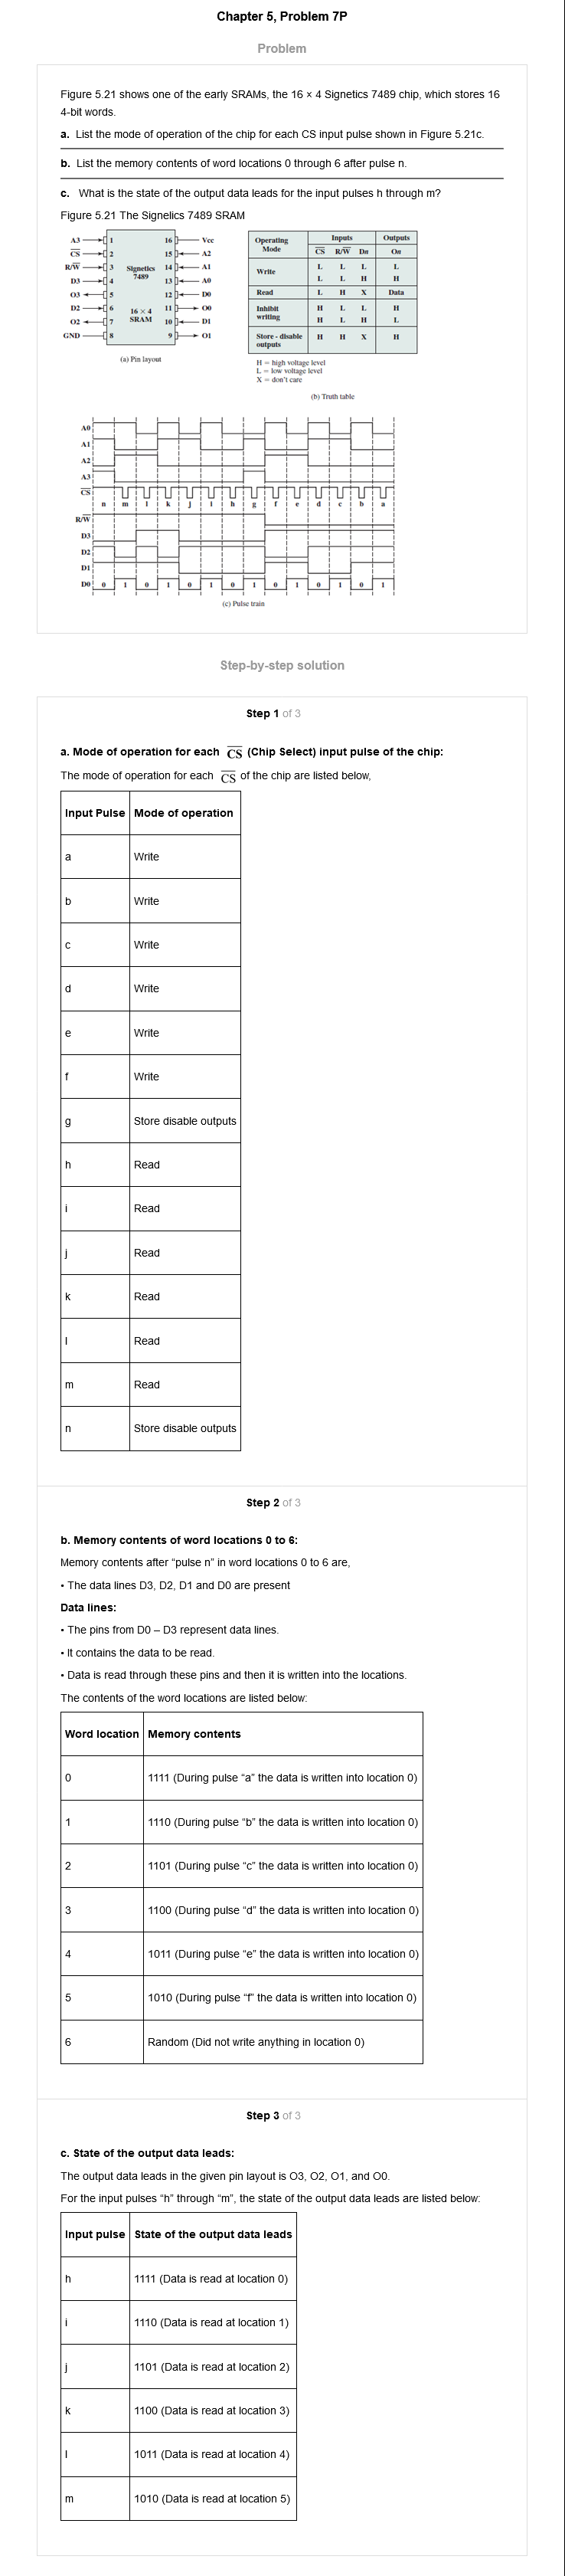 Chapter 5, Problem 7P
Problem
Figure 5.21 shows one of the early SRAMs, the 16 × 4 Signetics 7489 chip, which stores 16
4-bit words.
a. List the mode of operation of the chip for each CS input pulse shown in Figure 5.21c.
b. List the memory contents of word locations 0 through 6 after pulse n.
c. What is the state of the output data leads for the input pulses h through m?
Figure 5.21 The Signelics 7489 SRAM
A3 1 16 Vcc
CS 2 15 A2
R/W 3 Signetics 14 A1
7489
D3 4 13 A0
O3 5 12 D0
D2 6 16 × 4 11 O0
O2 7 SRAM 10 D1
GND 8 9 O1
(a) Pin layout
Operating Mode Inputs Outputs
CS R/W Dn On
Write L L L L
L L H H
Read L H X Data
Inhibit writing H L L H
H L H L
Store - disable outputs H H X H
H = high voltage level
L = low voltage level
X = don't care
(b) Truth table
A0
A1
A2
A3
CS
n m l k j i h g f e d c b a
R/W
D3
D2
D1
D0 0 1 0 1 0 1 0 1 0 1 0 1 0 1
(c) Pulse train
Step-by-step solution
Step 1 of 3
a. Mode of operation for each CS (Chip Select) input pulse of the chip:
The mode of operation for each CS of the chip are listed below,
Input Pulse Mode of operation
a Write
b Write
c Write
d Write
e Write
f Write
g Store disable outputs
h Read
i Read
j Read
k Read
l Read
m Read
n Store disable outputs
Step 2 of 3
b. Memory contents of word locations 0 to 6:
Memory contents after “pulse n” in word locations 0 to 6 are,
• The data lines D3, D2, D1 and D0 are present
Data lines:
• The pins from D0 – D3 represent data lines.
• It contains the data to be read.
• Data is read through these pins and then it is written into the locations.
The contents of the word locations are listed below:
Word location Memory contents
0 1111 (During pulse “a” the data is written into location 0)
1 1110 (During pulse “b” the data is written into location 0)
2 1101 (During pulse “c” the data is written into location 0)
3 1100 (During pulse “d” the data is written into location 0)
4 1011 (During pulse “e” the data is written into location 0)
5 1010 (During pulse “f” the data is written into location 0)
6 Random (Did not write anything in location 0)
Step 3 of 3
c. State of the output data leads:
The output data leads in the given pin layout is O3, O2, O1, and O0.
For the input pulses “h” through “m”, the state of the output data leads are listed below:
Input pulse State of the output data leads
h 1111 (Data is read at location 0)
i 1110 (Data is read at location 1)
j 1101 (Data is read at location 2)
k 1100 (Data is read at location 3)
l 1011 (Data is read at location 4)
m 1010 (Data is read at location 5)